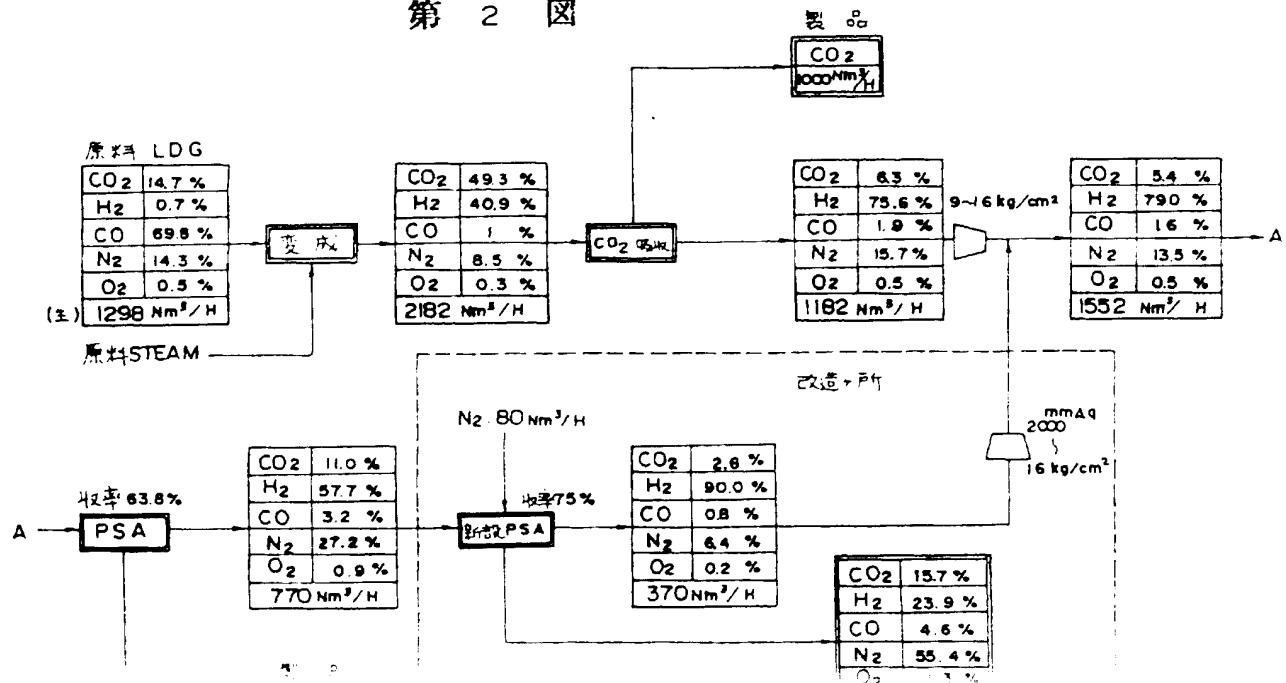 第 2 図
製 品
CO2
1000Nm³/H
原料 LDG
CO2 14.7 %
H2 0.7 %
CO 69.8 %
N2 14.3 %
O2 0.5 %
(主) 1298 Nm³/H
原料STEAM
変 成
CO2 49.3 %
H2 40.9 %
CO 1 %
N2 8.5 %
O2 0.3 %
2182 Nm³/H
CO2 吸収
CO2 6.3 %
H2 75.6 %
CO 1.9 %
N2 15.7 %
O2 0.5 %
1182 Nm³/H
9~16 kg/cm²
CO2 5.4 %
H2 79.0 %
CO 1.6 %
N2 13.5 %
O2 0.5 %
1552 Nm³/H
A
改造ヶ所
2000 mmAq
~
16 kg/cm²
A
収率 63.8%
PSA
CO2 11.0 %
H2 57.7 %
CO 3.2 %
N2 27.2 %
O2 0.9 %
770 Nm³/H
N2 80 Nm³/H
収率75%
新設PSA
CO2 2.6 %
H2 90.0 %
CO 0.8 %
N2 6.4 %
O2 0.2 %
370 Nm³/H
CO2 15.7 %
H2 23.9 %
CO 4.6 %
N2 55.4 %